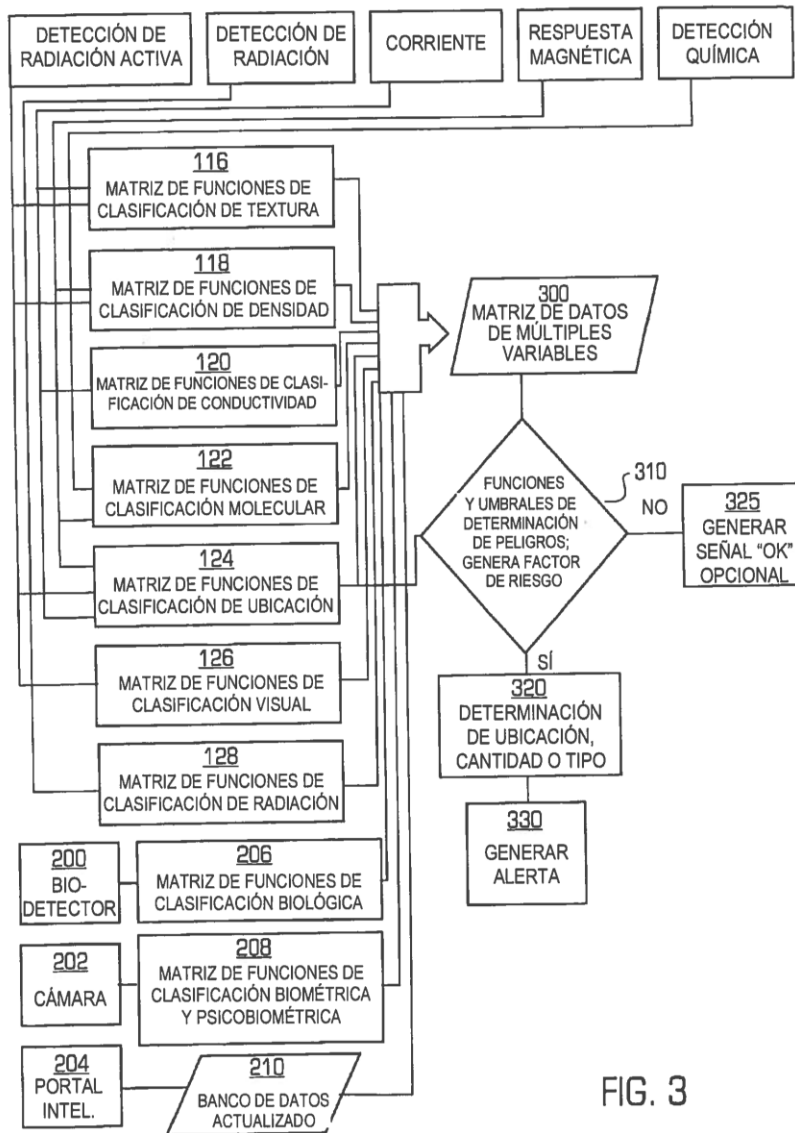 DETECCIÓN DE
RADIACIÓN ACTIVA
DETECCIÓN DE
RADIACIÓN
CORRIENTE
RESPUESTA
MAGNÉTICA
DETECCIÓN
QUÍMICA
116
MATRIZ DE FUNCIONES DE
CLASIFICACIÓN DE TEXTURA
118
MATRIZ DE FUNCIONES DE
CLASIFICACIÓN DE DENSIDAD
120
MATRIZ DE FUNCIONES DE CLASI-
FICACIÓN DE CONDUCTIVIDAD
122
MATRIZ DE FUNCIONES DE
CLASIFICACIÓN MOLECULAR
124
MATRIZ DE FUNCIONES DE
CLASIFICACIÓN DE UBICACIÓN
126
MATRIZ DE FUNCIONES DE
CLASIFICACIÓN VISUAL
128
MATRIZ DE FUNCIONES DE
CLASIFICACIÓN DE RADIACIÓN
200
BIO-
DETECTOR
206
MATRIZ DE FUNCIONES DE
CLASIFICACIÓN BIOLÓGICA
202
CÁMARA
208
MATRIZ DE FUNCIONES DE
CLASIFICACIÓN BIOMÉTRICA
Y PSICOBIOMÉTRICA
204
PORTAL
INTEL.
210
BANCO DE DATOS
ACTUALIZADO
300
MATRIZ DE DATOS
DE MÚLTIPLES
VARIABLES
310
FUNCIONES
Y UMBRALES DE
DETERMINACIÓN
DE PELIGROS;
GENERA FACTOR
DE RIESGO
NO
325
GENERAR
SEÑAL "OK"
OPCIONAL
SÍ
320
DETERMINACIÓN
DE UBICACIÓN,
CANTIDAD O TIPO
330
GENERAR
ALERTA
FIG. 3